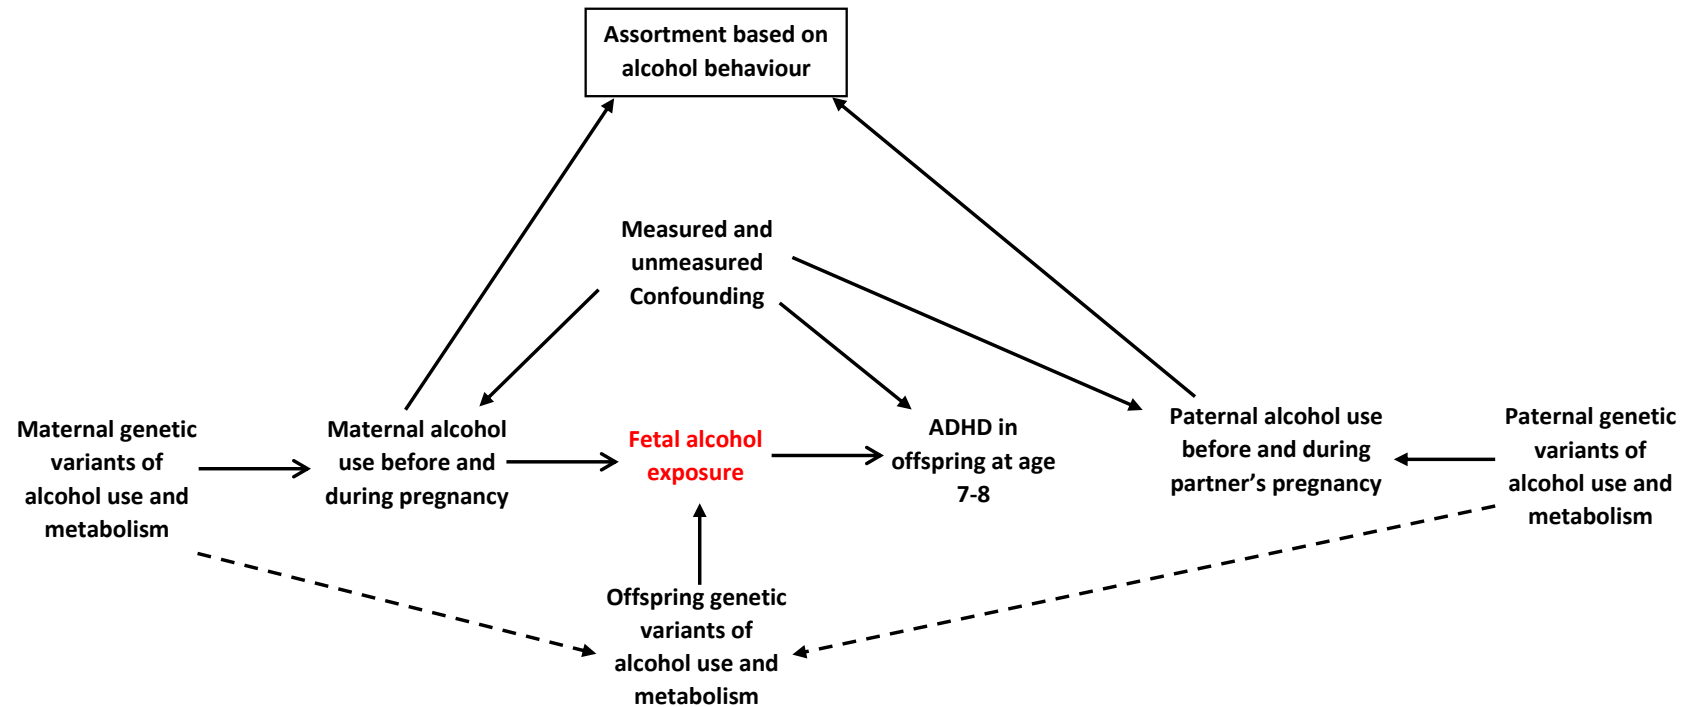 Assortment based on
alcohol behaviour
Measured and
unmeasured
Confounding
Maternal genetic
variants of
alcohol use and
metabolism
Maternal alcohol
use before and
during pregnancy
Fetal alcohol
exposure
ADHD in
offspring at age
7-8
Paternal alcohol use
before and during
partner’s pregnancy
Paternal genetic
variants of
alcohol use and
metabolism
Offspring genetic
variants of
alcohol use and
metabolism